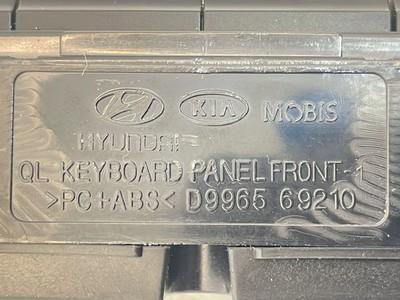 KIA MOBIS
HYUNDAI
QL KEYBOARD PANEL FRONT-1
>PC+ABS< D9965 69210